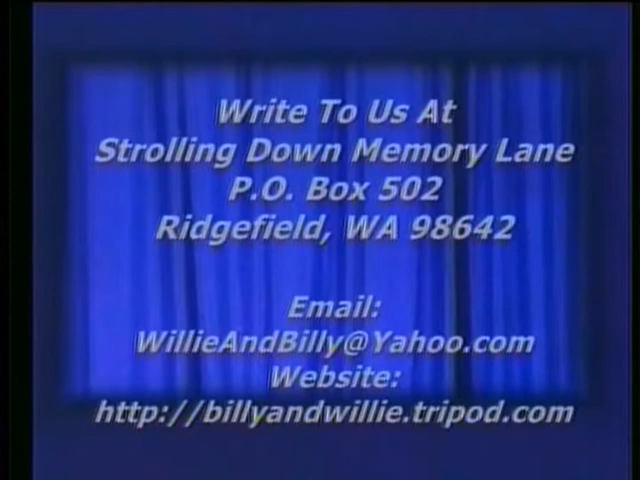 Write To Us At
Strolling Down Memory Lane
P.O. Box 502
Ridgefield, WA 98642
Email:
WillieAndBilly@Yahoo.com
Website:
http://billyandwillie.tripod.com